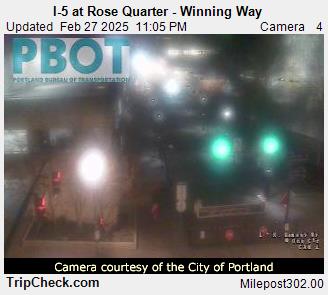 I-5 at Rose Quarter - Winning Way
Updated Feb 27 2025 11:05 PM Camera 4
PBOT
PORTLAND BUREAU OF TRANSPORTATION
Camera courtesy of the City of Portland
TripCheck.com Milepost302.00